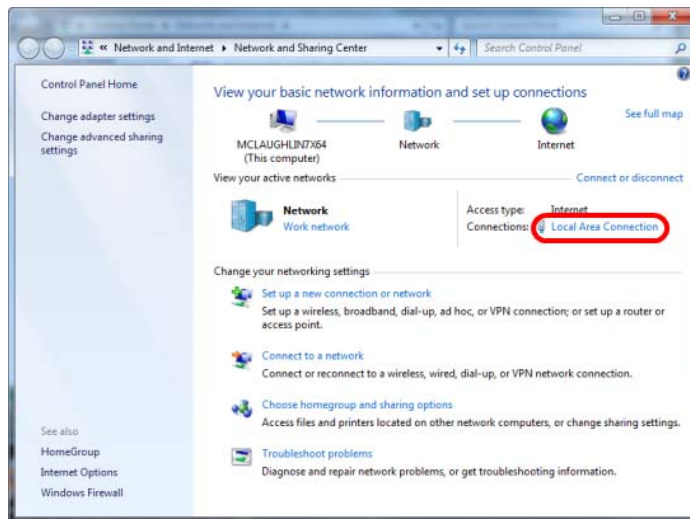 « Network and Internet ▸ Network and Sharing Center
Search Control Panel
Control Panel Home
Change adapter settings
Change advanced sharing
settings
See also
HomeGroup
Internet Options
Windows Firewall
View your basic network information and set up connections
See full map
MCLAUGHLIN7X64
(This computer)
Network
Internet
View your active networks
Connect or disconnect
Network
Work network
Access type: Internet
Connections: Local Area Connection
Change your networking settings
Set up a new connection or network
Set up a wireless, broadband, dial-up, ad hoc, or VPN connection; or set up a router or
access point.
Connect to a network
Connect or reconnect to a wireless, wired, dial-up, or VPN network connection.
Choose homegroup and sharing options
Access files and printers located on other network computers, or change sharing settings.
Troubleshoot problems
Diagnose and repair network problems, or get troubleshooting information.